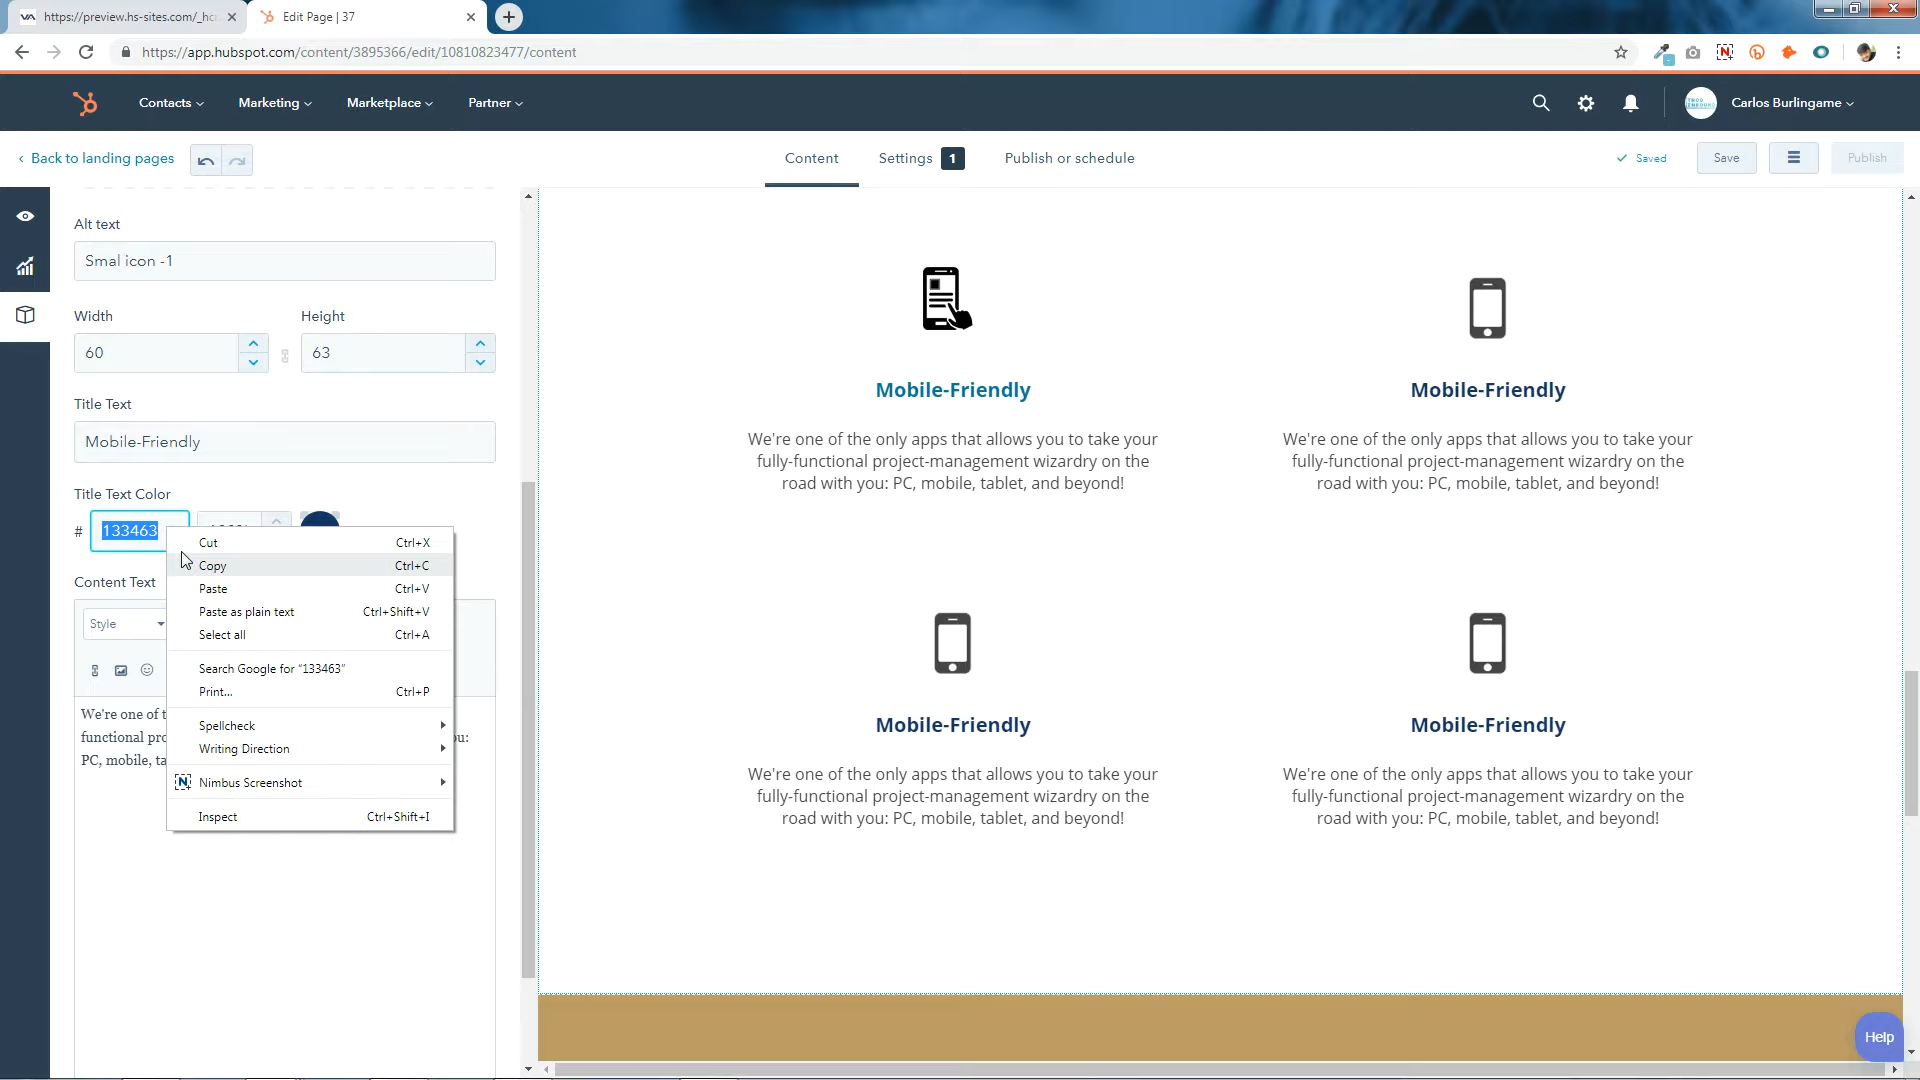 https://preview.hs-sites.com/_hcm
Edit Page | 37
https://app.hubspot.com/content/3895366/edit/10810823477/content
Contacts
Marketing
Marketplace
Partner
Carlos Burlingame
Back to landing pages
Content
Settings
1
Publish or schedule
Saved
Save
Publish
Alt text
Smal icon -1
Width
Height
60
63
Title Text
Mobile-Friendly
Title Text Color
# 133463
Content Text
Style
We're one of t
functional pro
ou:
PC, mobile, ta
Cut Ctrl+X
Copy Ctrl+C
Paste Ctrl+V
Paste as plain text Ctrl+Shift+V
Select all Ctrl+A
Search Google for "133463"
Print... Ctrl+P
Spellcheck
Writing Direction
Nimbus Screenshot
Inspect Ctrl+Shift+I
Mobile-Friendly
We're one of the only apps that allows you to take your
fully-functional project-management wizardry on the
road with you: PC, mobile, tablet, and beyond!
Mobile-Friendly
We're one of the only apps that allows you to take your
fully-functional project-management wizardry on the
road with you: PC, mobile, tablet, and beyond!
Mobile-Friendly
We're one of the only apps that allows you to take your
fully-functional project-management wizardry on the
road with you: PC, mobile, tablet, and beyond!
Mobile-Friendly
We're one of the only apps that allows you to take your
fully-functional project-management wizardry on the
road with you: PC, mobile, tablet, and beyond!
Help